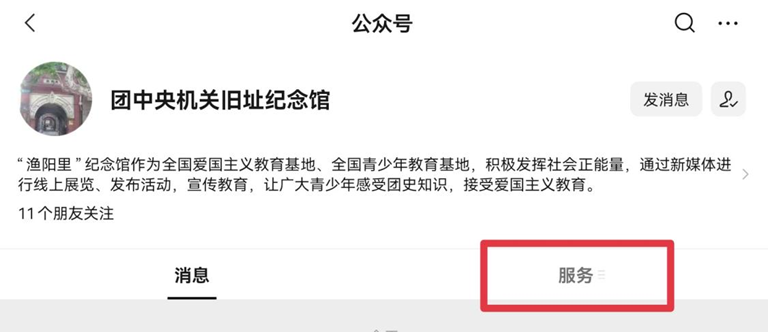 公众号
团中央机关旧址纪念馆
发消息
“渔阳里”纪念馆作为全国爱国主义教育基地、全国青少年教育基地，积极发挥社会正能量，通过新媒体进
行线上展览、发布活动，宣传教育，让广大青少年感受团史知识，接受爱国主义教育。
11个朋友关注
消息
服务